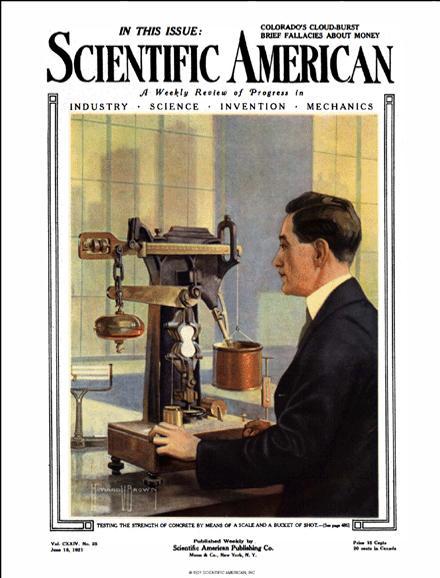 IN THIS ISSUE:
COLORADO'S CLOUD-BURST
BRIEF FALLACIES ABOUT MONEY
SCIENTIFIC AMERICAN
A Weekly Review of Progress in
INDUSTRY · SCIENCE · INVENTION · MECHANICS
HOWARD V. BROWN
TESTING THE STRENGTH OF CONCRETE BY MEANS OF A SCALE AND A BUCKET OF SHOT.—(See page 486)
Vol. CXXIV. No. 25
June 18, 1921
Published Weekly by
Scientific American Publishing Co.
Munn & Co., New York, N. Y.
Price 15 Cents
20 cents in Canada
© 1921 SCIENTIFIC AMERICAN, INC